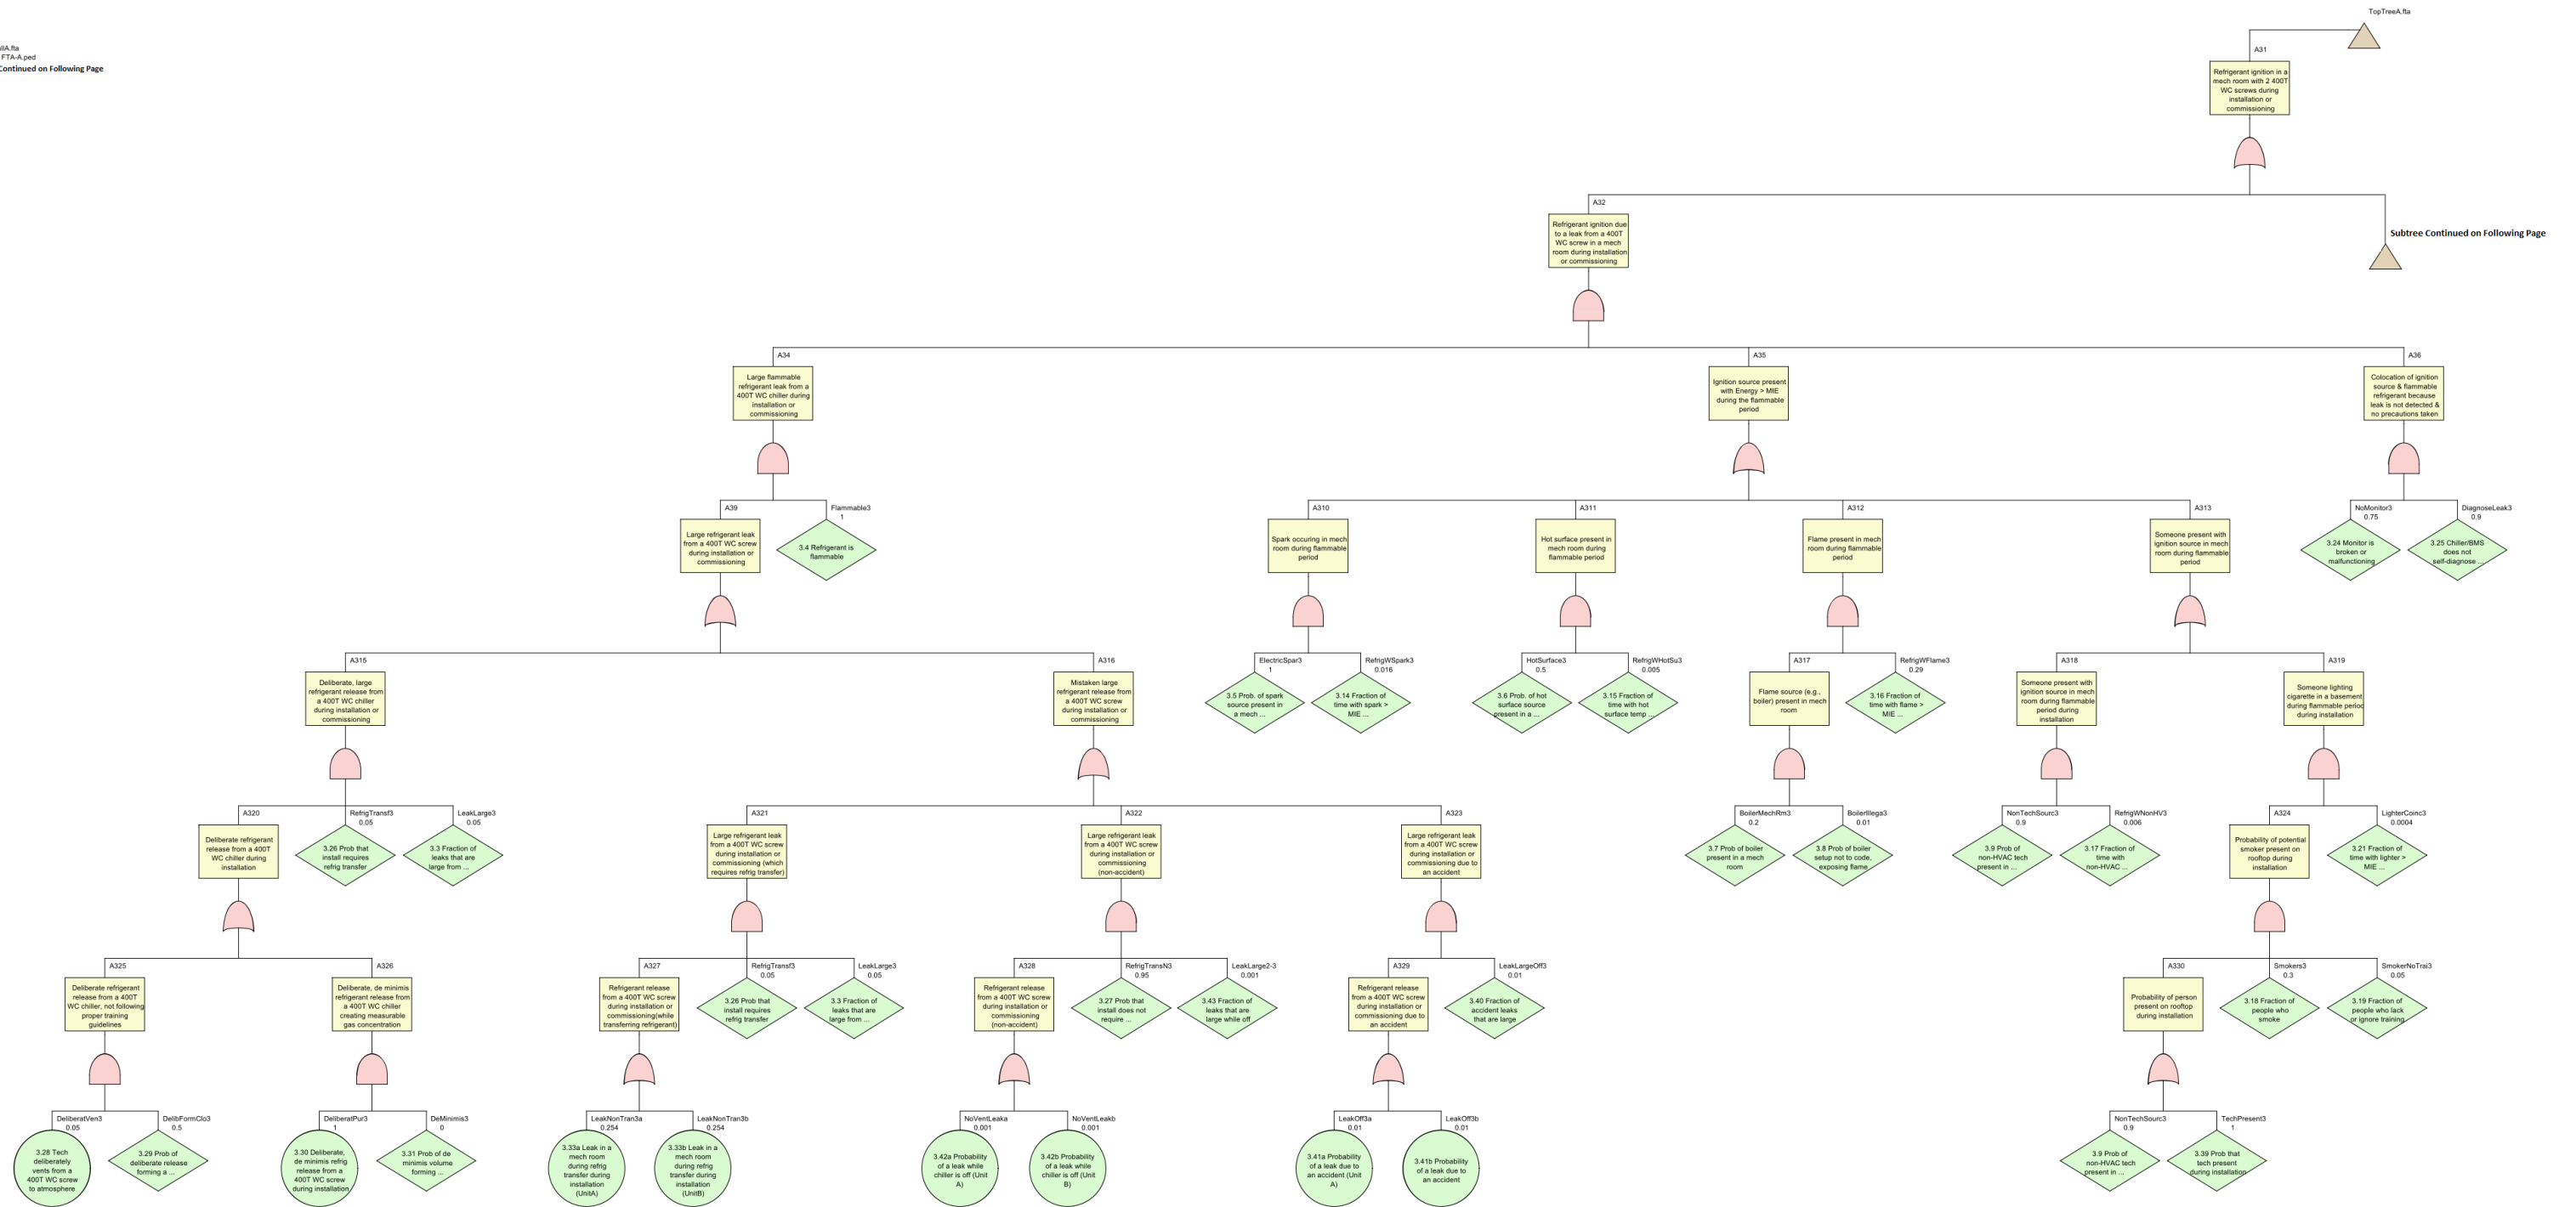 TopTreeA.fta
llA.fta
FTA-A.ped
Continued on Following Page
A31
Refrigerant ignition in a
mech room with 2 400T
WC screws during
installation or
commissioning
A32
Refrigerant ignition due
to a leak from a 400T
WC screw in a mech
room during installation
or commissioning
Subtree Continued on Following Page
A34
Large flammable
refrigerant leak from a
400T WC chiller during
installation or
commissioning
A35
Ignition source present
with Energy > MIE
during the flammable
period
A36
Colocation of ignition
source & flammable
refrigerant because
leak is not detected &
no precautions taken
A39
Large refrigerant leak
from a 400T WC screw
during installation or
commissioning
Flammable3
1
3.4 Refrigerant is
flammable
A310
Spark occuring in mech
room during flammable
period
A311
Hot surface present in
mech room during
flammable period
A312
Flame present in mech
room during flammable
period
A313
Someone present with
ignition source in mech
room during flammable
period
NoMonitor3
0.75
3.24 Monitor is
broken or
malfunctioning
DiagnoseLeak3
0.9
3.25 Chiller/BMS
does not
self-diagnose ...
A315
Deliberate, large
refrigerant release from
a 400T WC chiller
during installation or
commissioning
A316
Mistaken large
refrigerant release from
a 400T WC screw
during installation or
commissioning
ElectricSpar3
1
3.5 Prob. of spark
source present in
a mech ...
RefrigWSpark3
0.016
3.14 Fraction of
time with spark >
MIE ...
HotSurface3
0.5
3.6 Prob. of hot
surface source
present in a ...
RefrigWHotSu3
0.005
3.15 Fraction of
time with hot
surface temp ...
A317
Flame source (e.g.,
boiler) present in mech
room
RefrigWFlame3
0.29
3.16 Fraction of
time with flame >
MIE ...
A318
Someone present with
ignition source in mech
room during flammable
period during
installation
A319
Someone lighting
cigarette in a basement
during flammable period
during installation
A320
Deliberate refrigerant
release from a 400T
WC chiller during
installation
RefrigTransf3
0.05
3.26 Prob that
install requires
refrig transfer
LeakLarge3
0.05
3.3 Fraction of
leaks that are
large from ...
A321
Large refrigerant leak
from a 400T WC screw
during installation or
commissioning (which
requires refrig transfer)
A322
Large refrigerant leak
from a 400T WC screw
during installation or
commissioning
(non-accident)
A323
Large refrigerant leak
from a 400T WC screw
during installation or
commissioning due to
an accident
BoilerMechRm3
0.2
3.7 Prob of boiler
present in a mech
room
BoilerIllega3
0.01
3.8 Prob of boiler
setup not to code,
exposing flame
NonTechSourc3
0.9
3.9 Prob of
non-HVAC tech
present in ...
RefrigWNonHV3
0.006
3.17 Fraction of
time with
non-HVAC ...
A324
Probability of potential
smoker present on
rooftop during
installation
LighterCoinc3
0.0004
3.21 Fraction of
time with lighter >
MIE ...
A325
Deliberate refrigerant
release from a 400T
WC chiller, not following
proper training
guidelines
A326
Deliberate, de minimis
refrigerant release from
a 400T WC chiller
creating measurable
gas concentration
A327
Refrigerant release
from a 400T WC screw
during installation or
commissioning(while
transferring refrigerant)
RefrigTransf3
0.05
3.26 Prob that
install requires
refrig transfer
LeakLarge3
0.05
3.3 Fraction of
leaks that are
large from ...
A328
Refrigerant release
from a 400T WC screw
during installation or
commissioning
(non-accident)
RefrigTransN3
0.95
3.27 Prob that
install does not
require ...
LeakLarge2-3
0.001
3.43 Fraction of
leaks that are
large while off
A329
Refrigerant release
from a 400T WC screw
during installation or
commissioning due to
an accident
LeakLargeOff3
0.01
3.40 Fraction of
accident leaks
that are large
A330
Probability of person
present on rooftop
during installation
Smokers3
0.3
3.18 Fraction of
people who
smoke
SmokerNoTrai3
0.05
3.19 Fraction of
people who lack
or ignore training
DeliberatVen3
0.05
3.28 Tech
deliberately
vents from a
400T WC screw
to atmosphere
DelibFormClo3
0.5
3.29 Prob of
deliberate release
forming a ...
DeliberatPur3
1
3.30 Deliberate,
de minimis refrig
release from a
400T WC screw
during installation
DeMinimis3
0
3.31 Prob of de
minimis volume
forming ...
LeakNonTran3a
0.254
3.33a Leak in a
mech room
during refrig
transfer during
installation
(UnitA)
LeakNonTran3b
0.254
3.33b Leak in a
mech room
during refrig
transfer during
installation
(UnitB)
NoVentLeaka
0.001
3.42a Probability
of a leak while
chiller is off (Unit
A)
NoVentLeakb
0.001
3.42b Probability
of a leak while
chiller is off (Unit
B)
LeakOff3a
0.01
3.41a Probability
of a leak due to
an accident (Unit
A)
LeakOff3b
0.01
3.41b Probability
of a leak due to
an accident
NonTechSourc3
0.9
3.9 Prob of
non-HVAC tech
present in ...
TechPresent3
1
3.39 Prob that
tech present
during installation